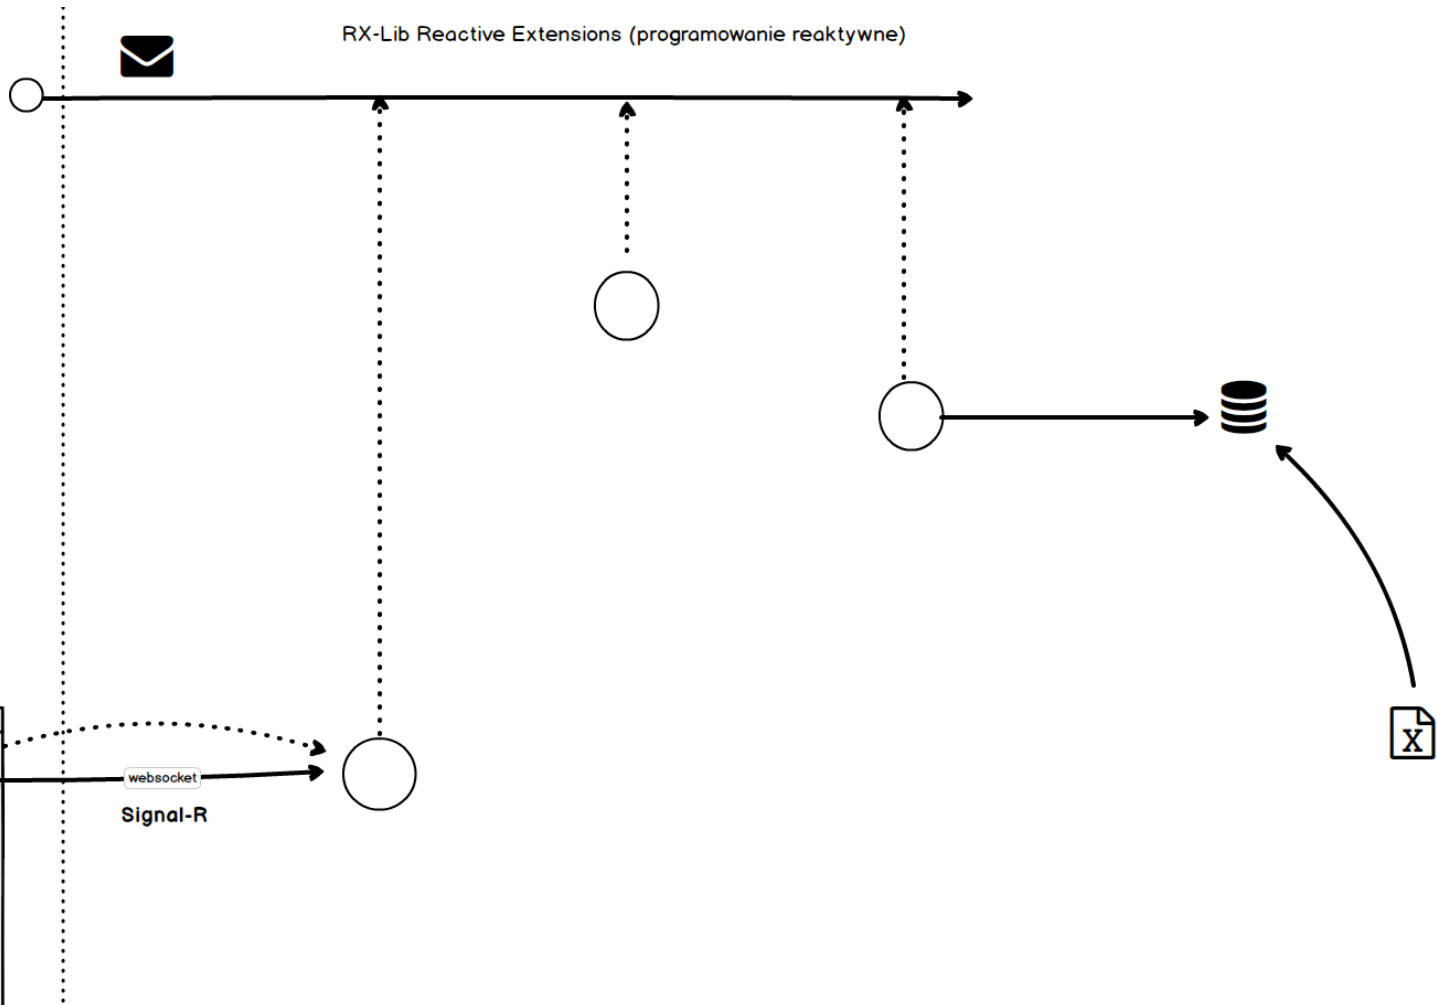 RX-Lib Reactive Extensions (programowanie reaktywne)
websocket
Signal-R
X